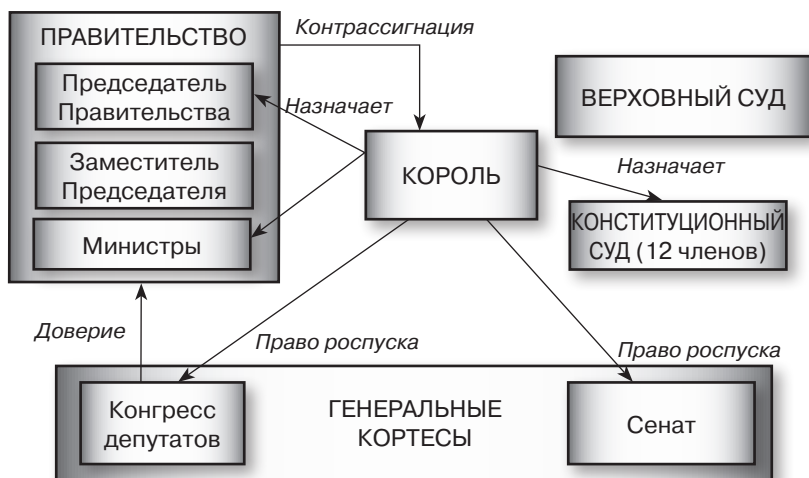 ПРАВИТЕЛЬСТВО
Председатель
Правительства
Заместитель
Председателя
Министры
Контрассигнация
Назначает
КОРОЛЬ
ВЕРХОВНЫЙ СУД
Назначает
КОНСТИТУЦИОННЫЙ
СУД (12 членов)
Доверие
Право роспуска
Право роспуска
Конгресс
депутатов
ГЕНЕРАЛЬНЫЕ
КОРТЕСЫ
Сенат